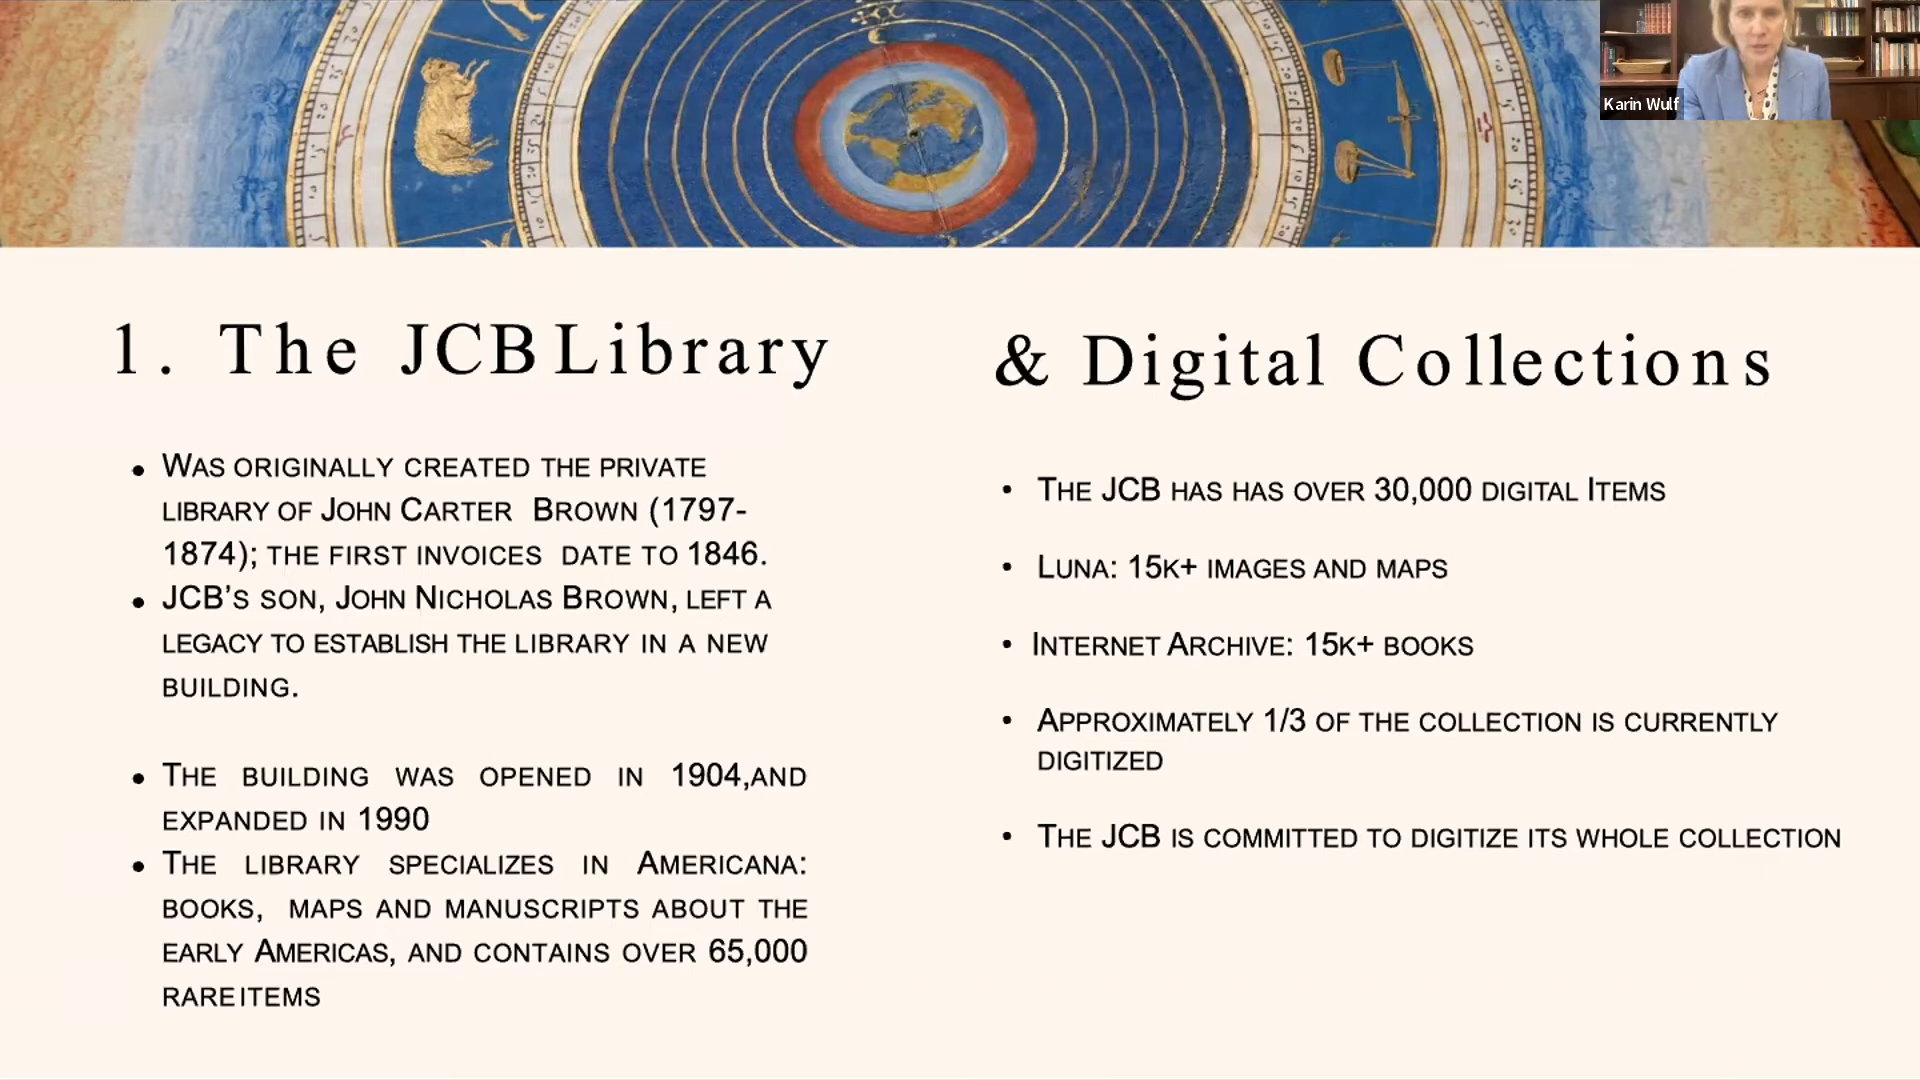 Karin Wulf
1. The JCB Library
Was originally created the private
library of John Carter Brown (1797-
1874); the first invoices date to 1846.
JCB's son, John Nicholas Brown, left a
legacy to establish the library in a new
building.
The building was opened in 1904,and
expanded in 1990
The library specializes in Americana:
books, maps and manuscripts about the
early Americas, and contains over 65,000
rare items
& Digital Collections
The JCB has has over 30,000 digital Items
Luna: 15k+ images and maps
Internet Archive: 15k+ books
Approximately 1/3 of the collection is currently
digitized
The JCB is committed to digitize its whole collection